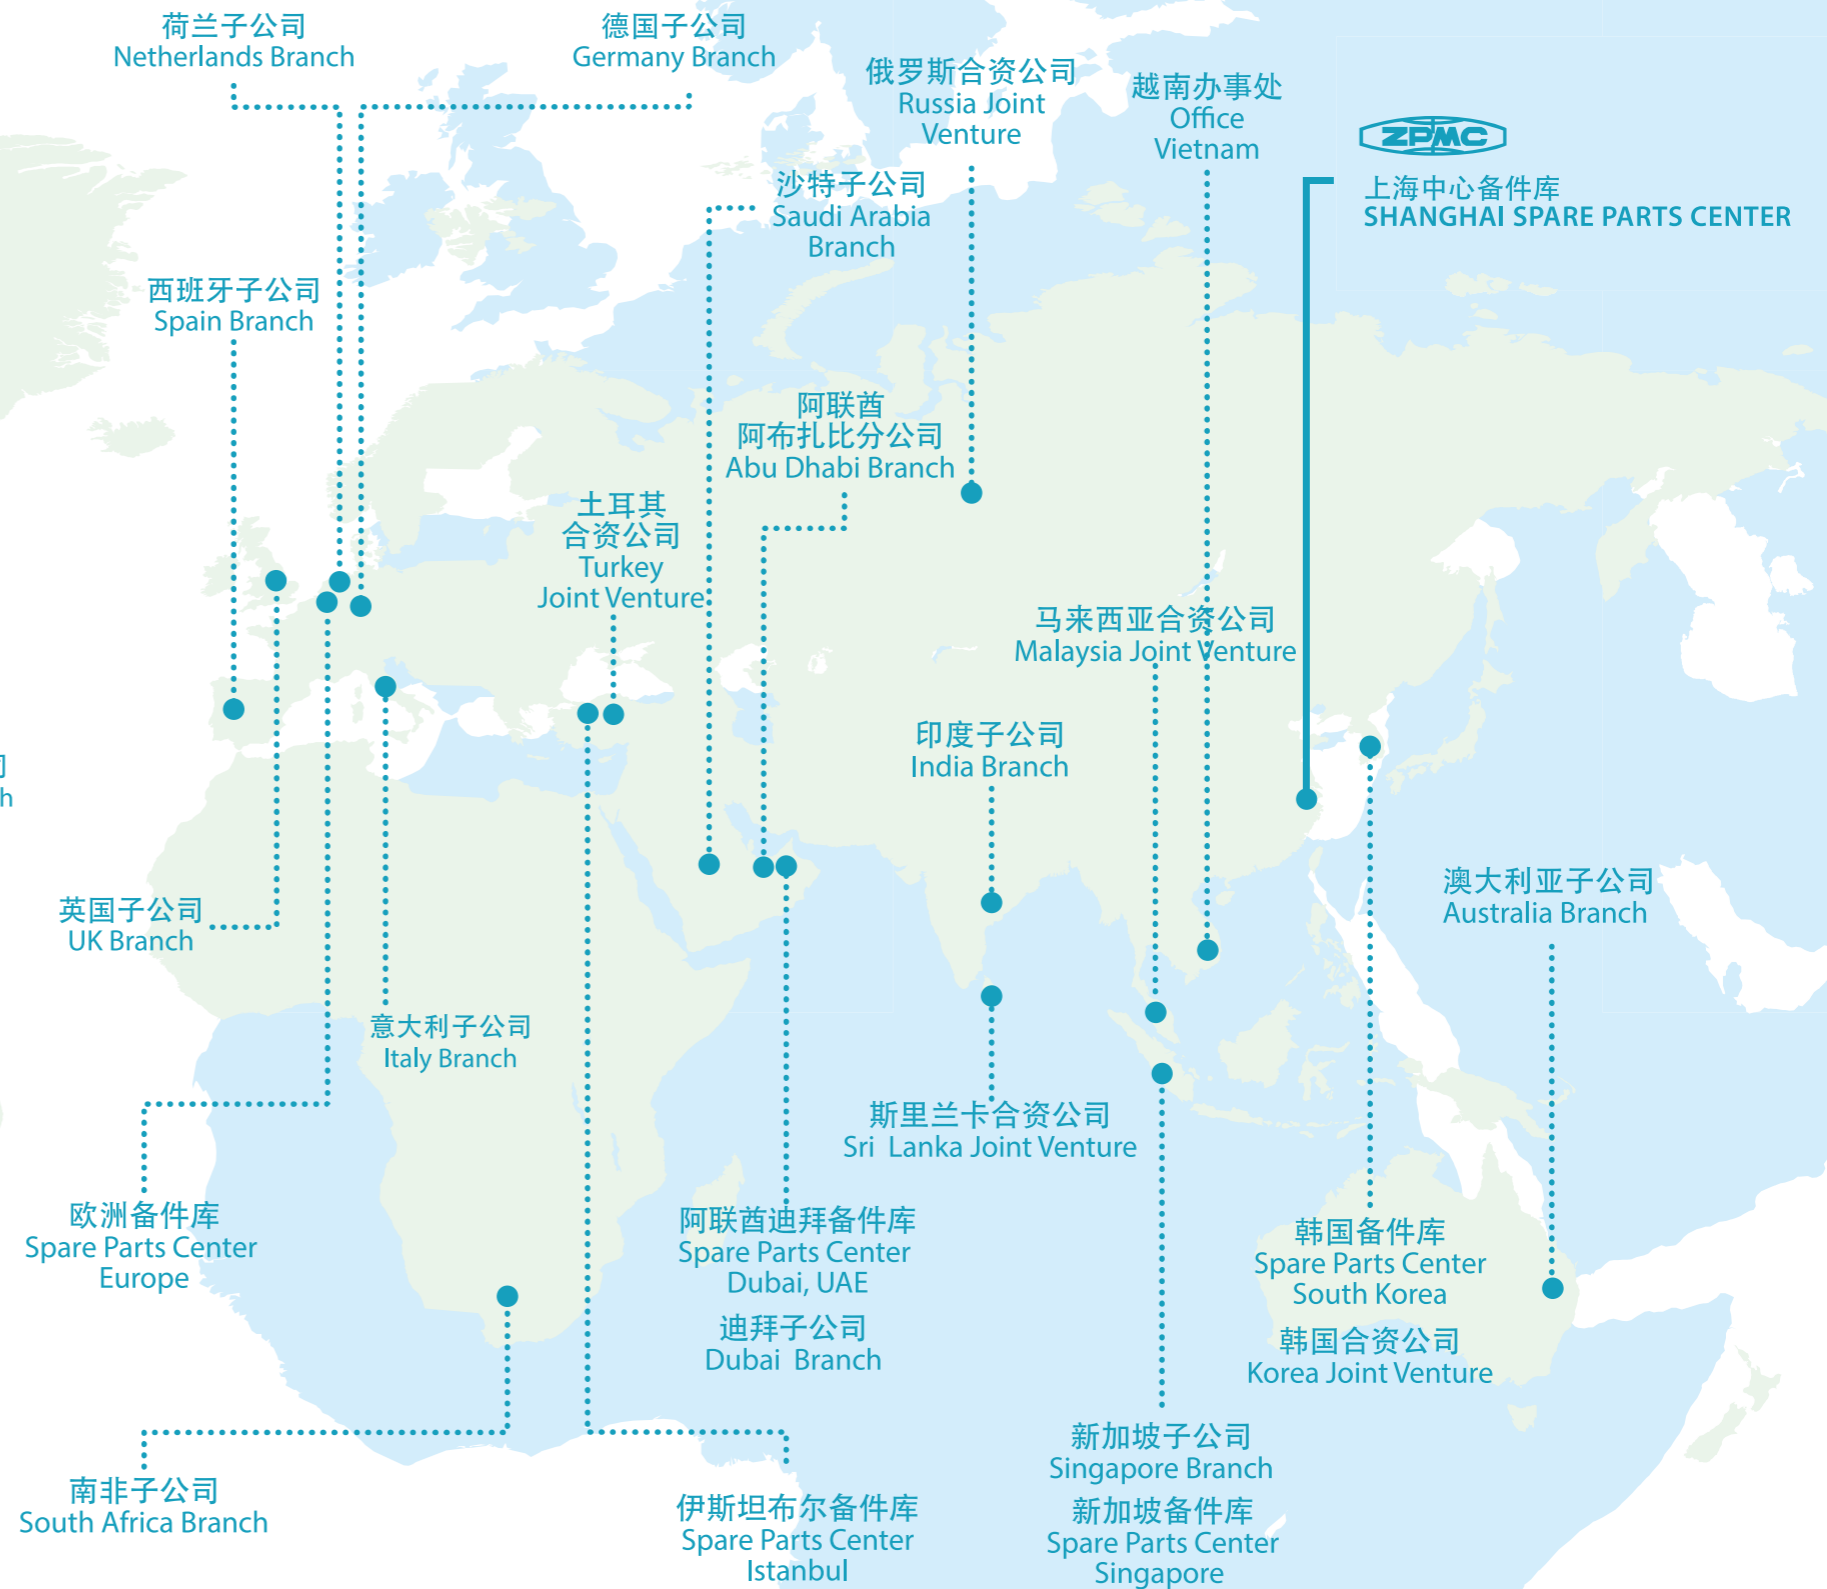 荷兰子公司
Netherlands Branch
德国子公司
Germany Branch
俄罗斯合资公司
Russia Joint
Venture
越南办事处
Office
Vietnam
ZPMC
上海中心备件库
SHANGHAI SPARE PARTS CENTER
沙特子公司
Saudi Arabia
Branch
西班牙子公司
Spain Branch
阿联酋
阿布扎比分公司
Abu Dhabi Branch
土耳其
合资公司
Turkey
Joint Venture
马来西亚合资公司
Malaysia Joint Venture
印度子公司
India Branch
司
h
英国子公司
UK Branch
澳大利亚子公司
Australia Branch
意大利子公司
Italy Branch
斯里兰卡合资公司
Sri Lanka Joint Venture
欧洲备件库
Spare Parts Center
Europe
阿联酋迪拜备件库
Spare Parts Center
Dubai, UAE
迪拜子公司
Dubai Branch
韩国备件库
Spare Parts Center
South Korea
韩国合资公司
Korea Joint Venture
南非子公司
South Africa Branch
伊斯坦布尔备件库
Spare Parts Center
Istanbul
新加坡子公司
Singapore Branch
新加坡备件库
Spare Parts Center
Singapore